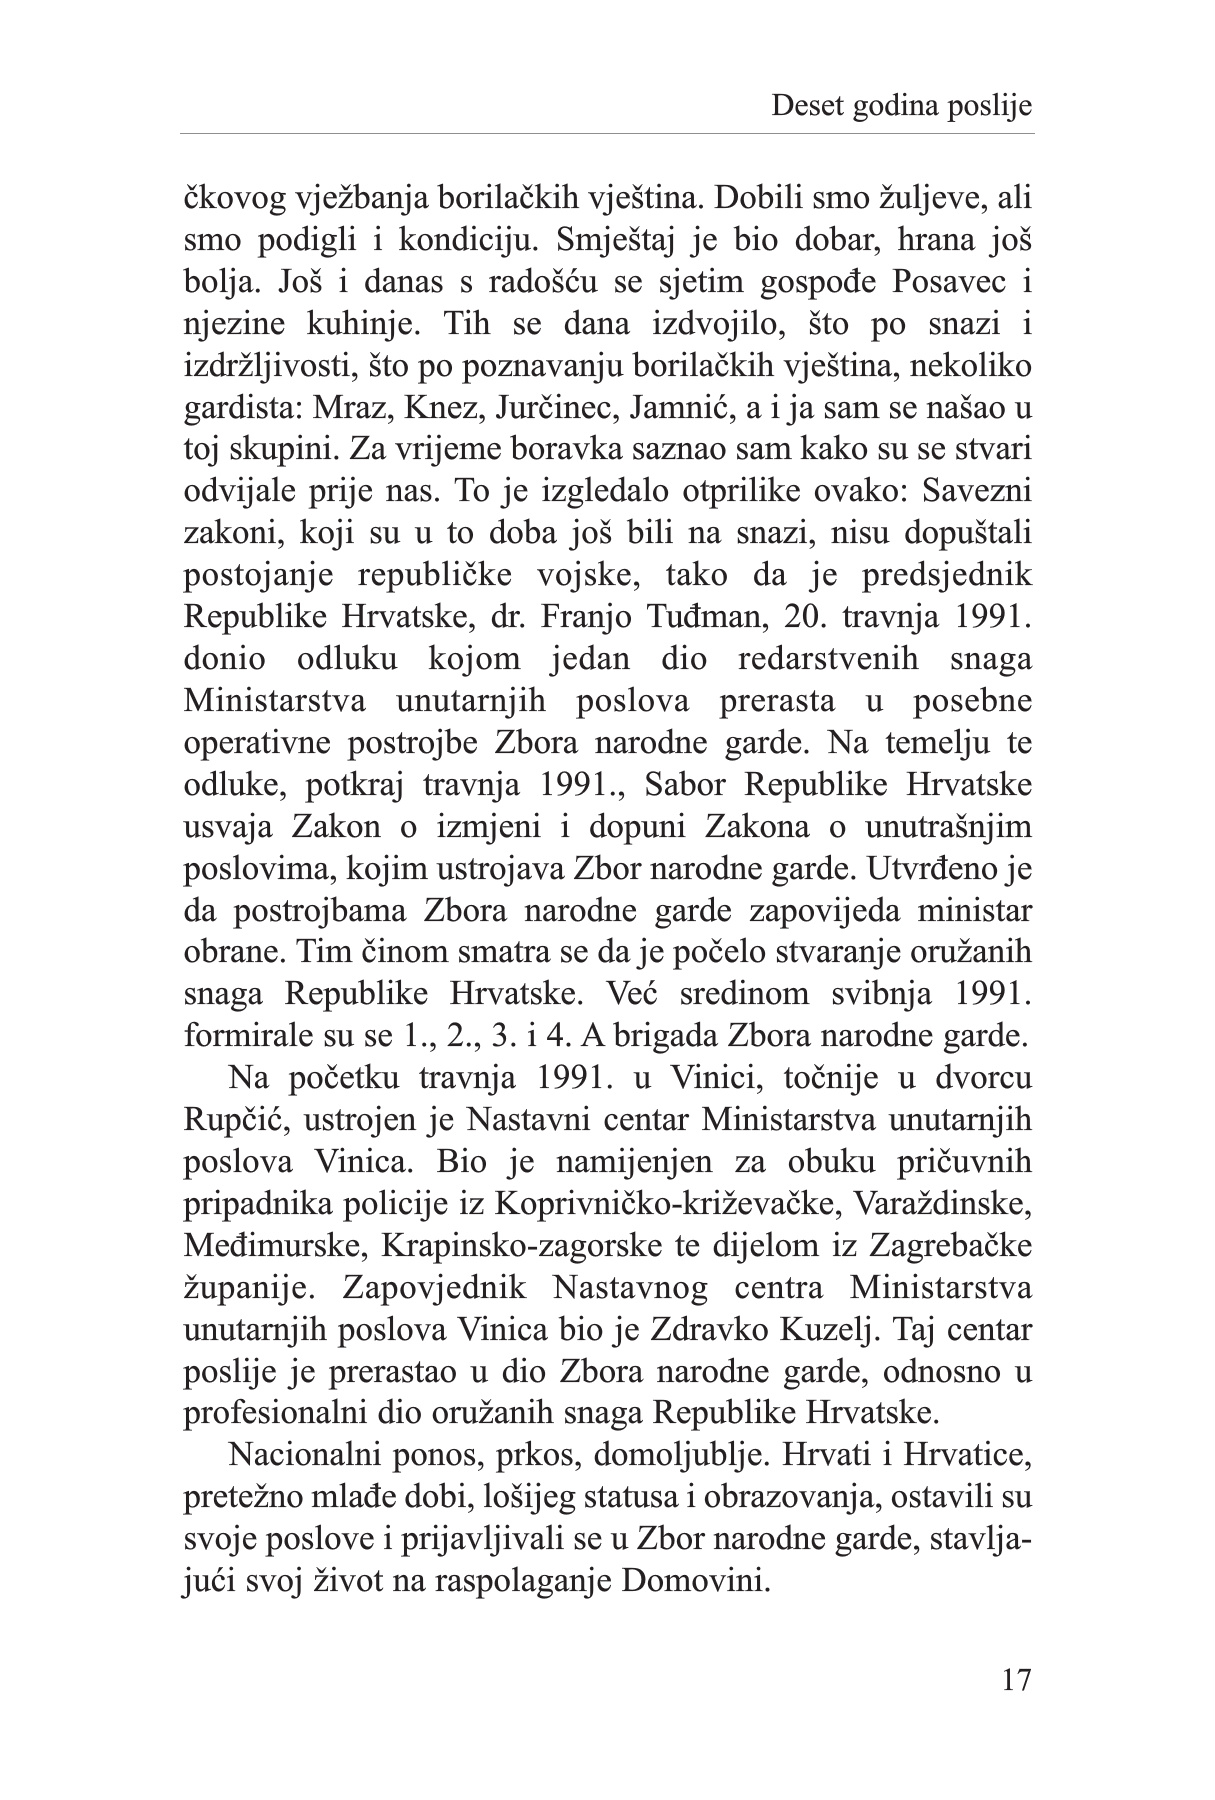 Deset godina poslije
čkovog vježbanja borilačkih vještina. Dobili smo žuljeve, ali
smo podigli i kondiciju. Smještaj je bio dobar, hrana još
bolja. Još i danas s radošću se sjetim gospođe Posavec i
njezine kuhinje. Tih se dana izdvojilo, što po snazi i
izdržljivosti, što po poznavanju borilačkih vještina, nekoliko
gardista: Mraz, Knez, Jurčinec, Jamnić, a i ja sam se našao u
toj skupini. Za vrijeme boravka saznao sam kako su se stvari
odvijale prije nas. To je izgledalo otprilike ovako: Savezni
zakoni, koji su u to doba još bili na snazi, nisu dopuštali
postojanje republičke vojske, tako da je predsjednik
Republike Hrvatske, dr. Franjo Tuđman, 20. travnja 1991.
donio odluku kojom jedan dio redarstvenih snaga
Ministarstva unutarnjih poslova prerasta u posebne
operativne postrojbe Zbora narodne garde. Na temelju te
odluke, potkraj travnja 1991., Sabor Republike Hrvatske
usvaja Zakon o izmjeni i dopuni Zakona o unutrašnjim
poslovima, kojim ustrojava Zbor narodne garde. Utvrđeno je
da postrojbama Zbora narodne garde zapovijeda ministar
obrane. Tim činom smatra se da je počelo stvaranje oružanih
snaga Republike Hrvatske. Već sredinom svibnja 1991.
formirale su se 1., 2., 3. i 4. A brigada Zbora narodne garde.
Na početku travnja 1991. u Vinici, točnije u dvorcu
Rupčić, ustrojen je Nastavni centar Ministarstva unutarnjih
poslova Vinica. Bio je namijenjen za obuku pričuvnih
pripadnika policije iz Koprivničko-križevačke, Varaždinske,
Međimurske, Krapinsko-zagorske te dijelom iz Zagrebačke
županije. Zapovjednik Nastavnog centra Ministarstva
unutarnjih poslova Vinica bio je Zdravko Kuzelj. Taj centar
poslije je prerastao u dio Zbora narodne garde, odnosno u
profesionalni dio oružanih snaga Republike Hrvatske.
Nacionalni ponos, prkos, domoljublje. Hrvati i Hrvatice,
pretežno mlađe dobi, lošijeg statusa i obrazovanja, ostavili su
svoje poslove i prijavljivali se u Zbor narodne garde, stavlja-
jući svoj život na raspolaganje Domovini.
17